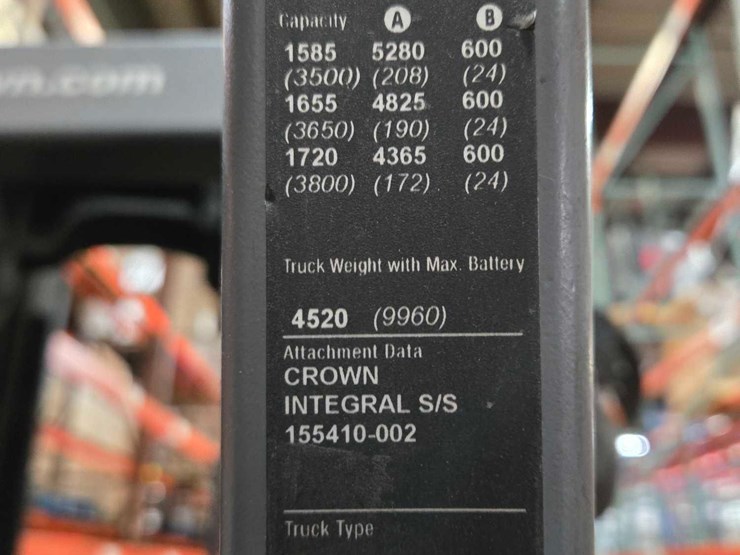 Capacity A B
1585 5280 600
(3500) (208) (24)
1655 4825 600
(3650) (190) (24)
1720 4365 600
(3800) (172) (24)
Truck Weight with Max. Battery
4520 (9960)
Attachment Data
CROWN
INTEGRAL S/S
155410-002
Truck Type